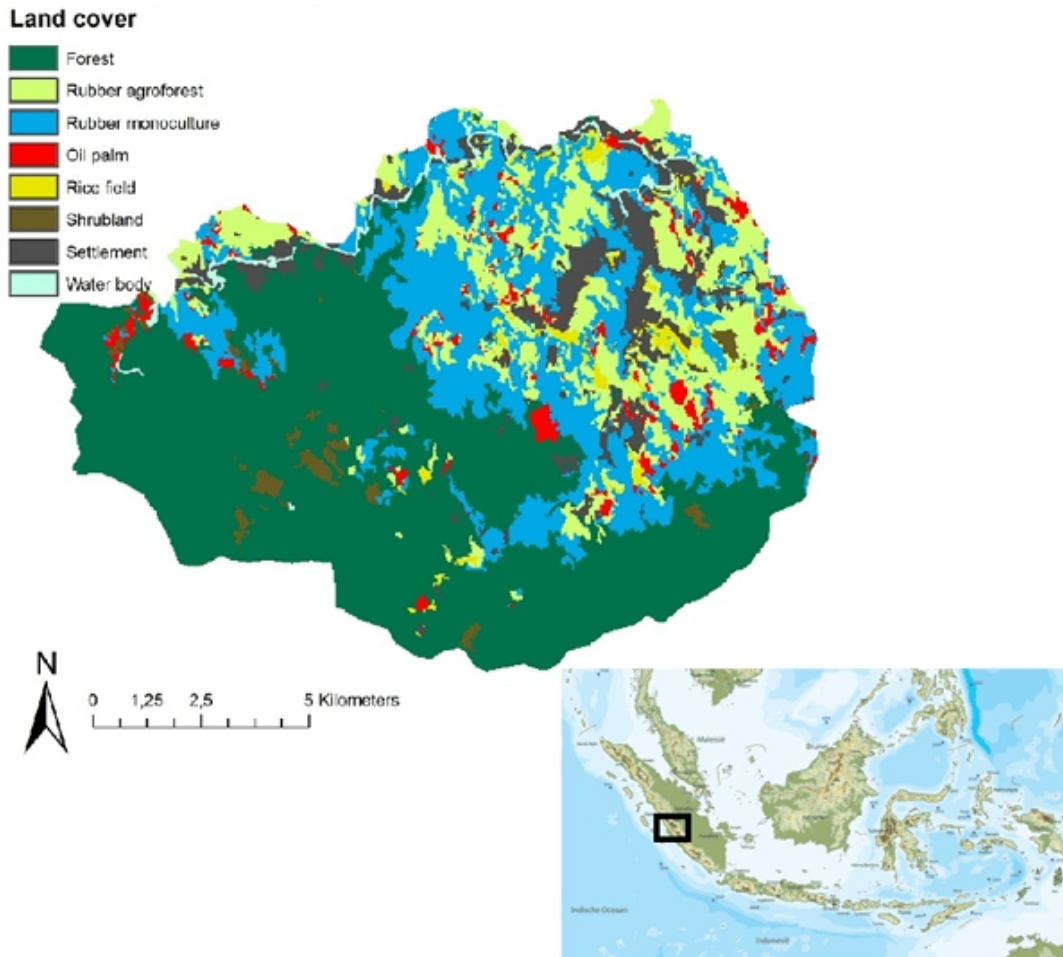 Land cover
Forest
Rubber agroforest
Rubber monoculture
Oil palm
Rice field
Shrubland
Settlement
Water body
N
0 1,25 2,5 5 Kilometers
Maleisië
Brunei
Indische Oceaan
Indonesië